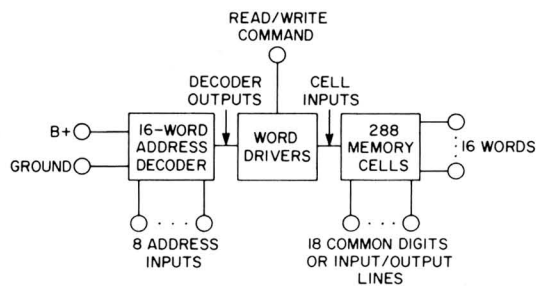 READ/WRITE
COMMAND
DECODER
OUTPUTS
CELL
INPUTS
B+
GROUND
16-WORD
ADDRESS
DECODER
WORD
DRIVERS
288
MEMORY
CELLS
16 WORDS
8 ADDRESS
INPUTS
18 COMMON DIGITS
OR INPUT/OUTPUT
LINES